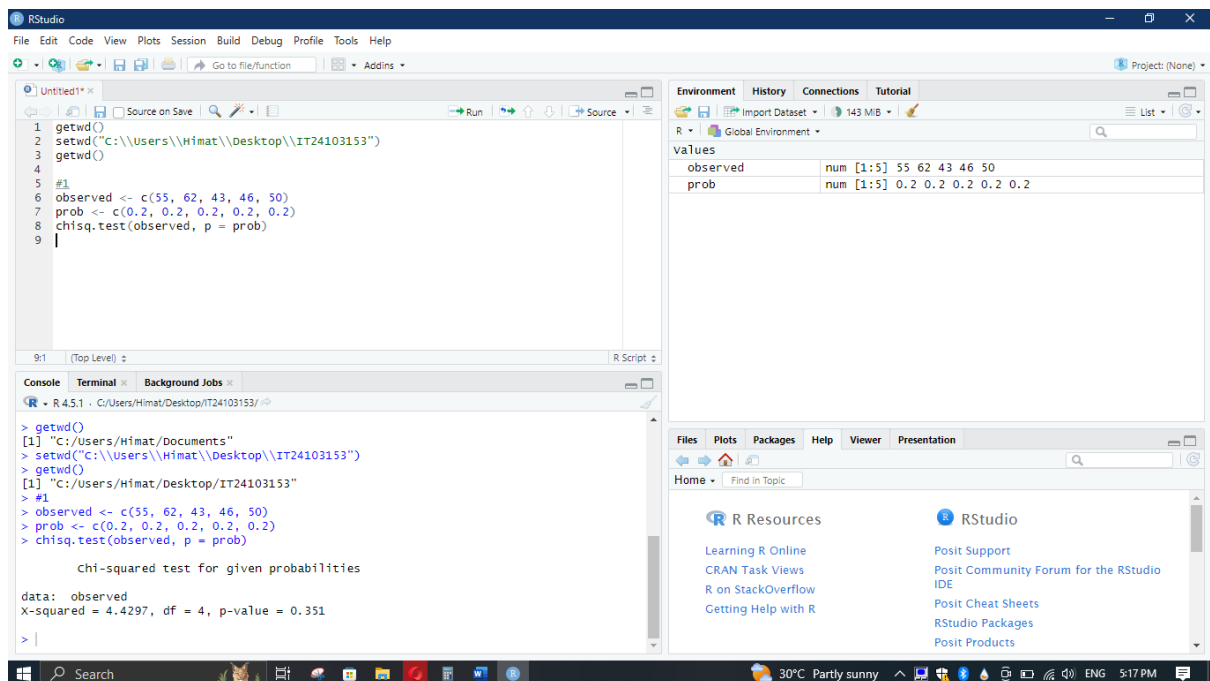 RStudio
File Edit Code View Plots Session Build Debug Profile Tools Help
Go to file/function Addins Project: (None)
Untitled1*
Source on Save Run Source
1 getwd()
2 setwd("C:\\Users\\Himat\\Desktop\\IT24103153")
3 getwd()
4
5 #1
6 observed <- c(55, 62, 43, 46, 50)
7 prob <- c(0.2, 0.2, 0.2, 0.2, 0.2)
8 chisq.test(observed, p = prob)
9
9:1 (Top Level) R Script
Console Terminal Background Jobs
R 4.5.1 · C:/Users/Himat/Desktop/IT24103153/
> getwd()
[1] "C:/Users/Himat/Documents"
> setwd("C:\\Users\\Himat\\Desktop\\IT24103153")
> getwd()
[1] "C:/Users/Himat/Desktop/IT24103153"
> #1
> observed <- c(55, 62, 43, 46, 50)
> prob <- c(0.2, 0.2, 0.2, 0.2, 0.2)
> chisq.test(observed, p = prob)
Chi-squared test for given probabilities
data: observed
X-squared = 4.4297, df = 4, p-value = 0.351
>
Environment History Connections Tutorial
Import Dataset 143 MiB List
R Global Environment
Values
observed num [1:5] 55 62 43 46 50
prob num [1:5] 0.2 0.2 0.2 0.2 0.2
Files Plots Packages Help Viewer Presentation
Home Find in Topic
R Resources
Learning R Online
CRAN Task Views
R on StackOverflow
Getting Help with R
RStudio
Posit Support
Posit Community Forum for the RStudio
IDE
Posit Cheat Sheets
RStudio Packages
Posit Products
Search 30°C Partly sunny ENG 5:17 PM